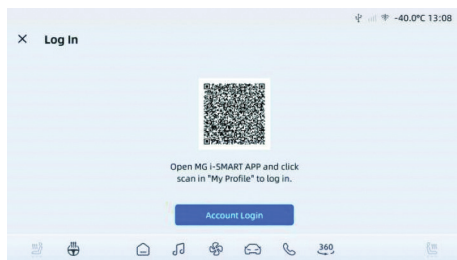 -40.0°C 13:08
Log In
Open MG i-SMART APP and click
scan in "My Profile" to log in.
Account Login
360